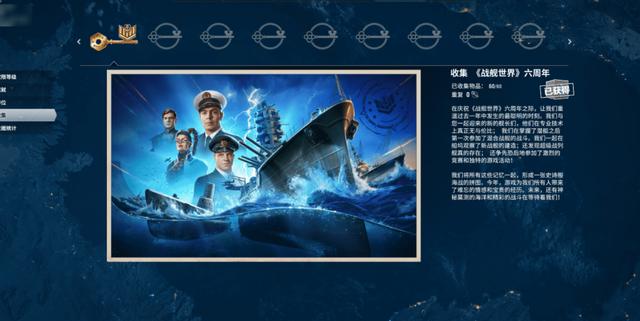 收集 《战舰世界》六周年
已收集物品： 60/60
重复 0
已获得
在庆祝《战舰世界》六周年之际，让我们重
温过去一年中发生的最聪明的时刻。我们与
您一起迎来的新的舰长们，他们在专业技术
上真正无与伦比； 我们在掌握了潜艇之后
第一次参加了混合战舰的战斗。我们一起在
船坞观察了新战舰的建造；还发现超级战列
舰真的存在； 还争先恐后地参加了激烈的
竞赛和独特的游戏活动！
我们将所有这些记忆一起，形成一张史诗般
海战的拼图。今年，游戏为我们所有人带来
了难忘的情感和宝贵的经历。未来，还有神
秘莫测的海洋和精彩的战斗在等待着我们！